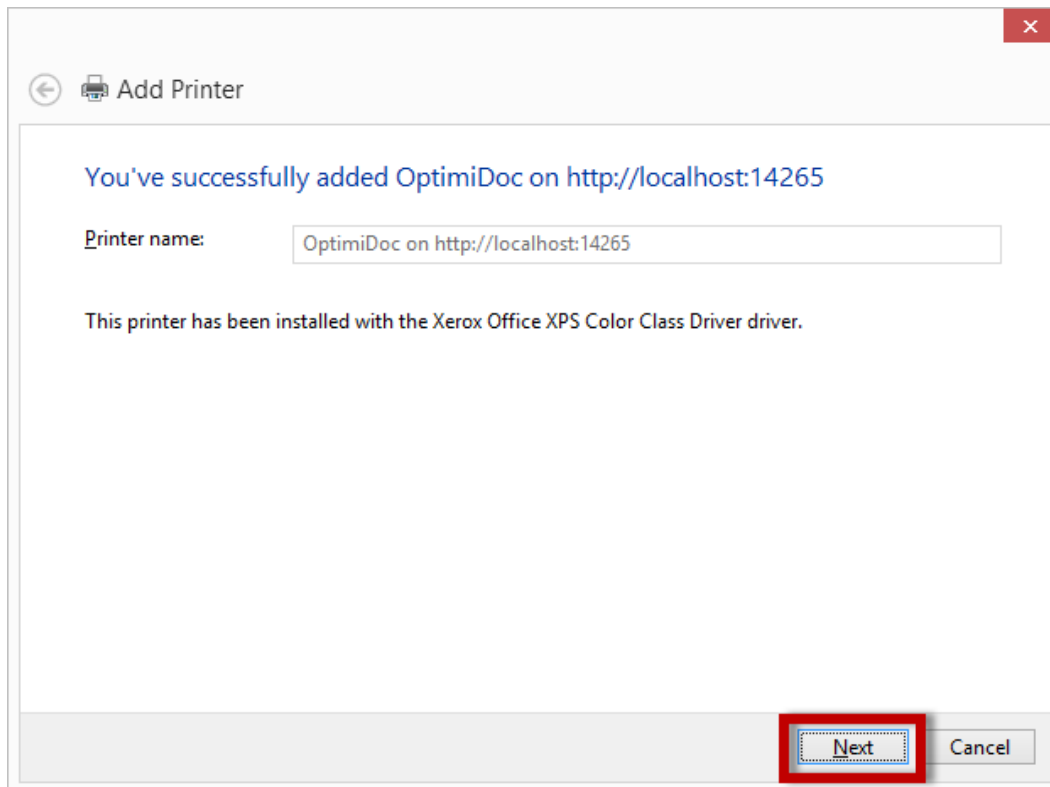 Add Printer
You've successfully added OptimiDoc on http://localhost:14265
Printer name: OptimiDoc on http://localhost:14265
This printer has been installed with the Xerox Office XPS Color Class Driver driver.
Next Cancel